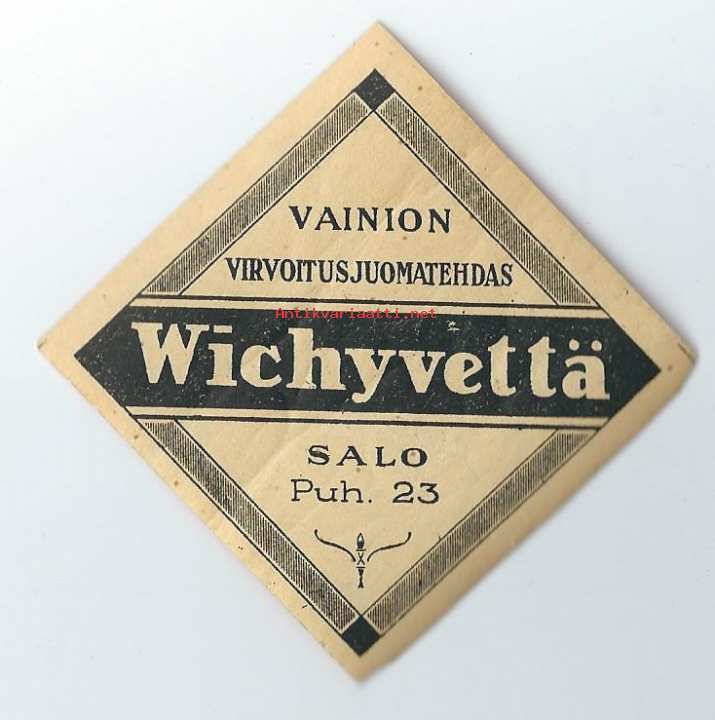 VAINION
VIRVOITUSJUOMATEHDAS
Antikvariaatti.net
Wichyvettä
SALO
Puh. 23